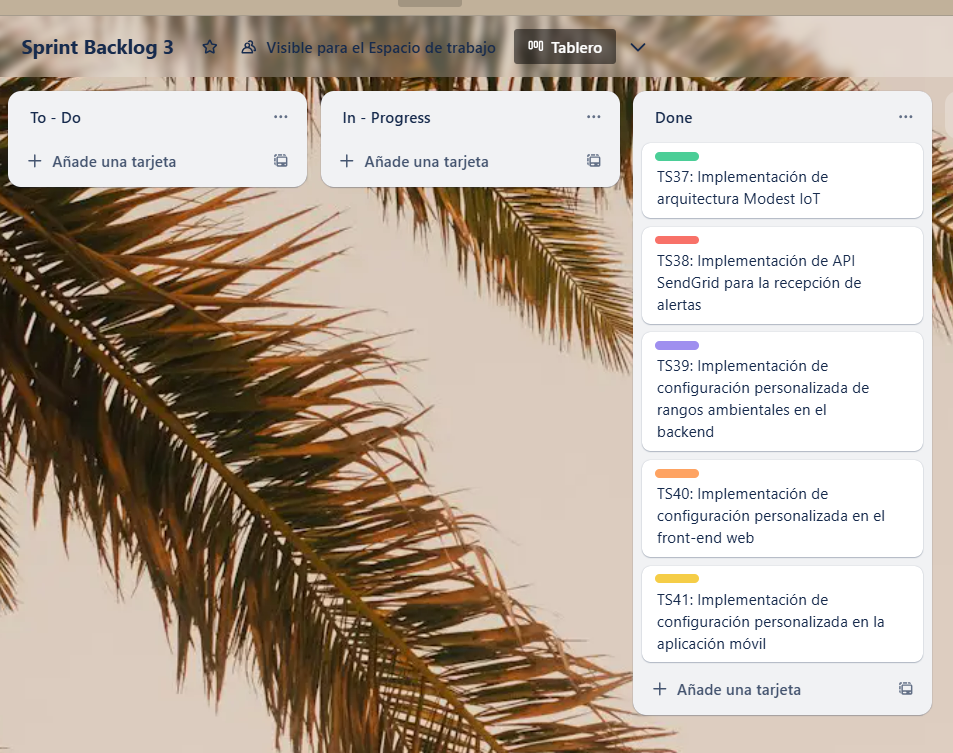 Sprint Backlog 3
Visible para el Espacio de trabajo
Tablero
To - Do
Añade una tarjeta
In - Progress
Añade una tarjeta
Done
TS37: Implementación de
arquitectura Modest IoT
TS38: Implementación de API
SendGrid para la recepción de
alertas
TS39: Implementación de
configuración personalizada de
rangos ambientales en el
backend
TS40: Implementación de
configuración personalizada en el
front-end web
TS41: Implementación de
configuración personalizada en la
aplicación móvil
Añade una tarjeta